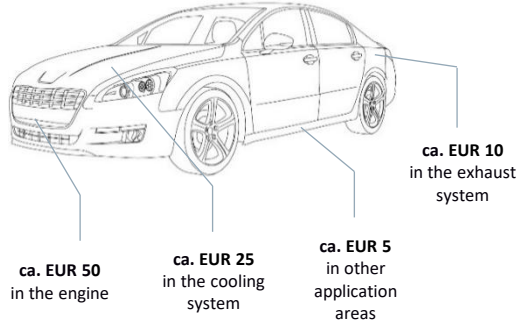 ca. EUR 10
in the exhaust
system
ca. EUR 50
in the engine
ca. EUR 25
in the cooling
system
ca. EUR 5
in other
application
areas